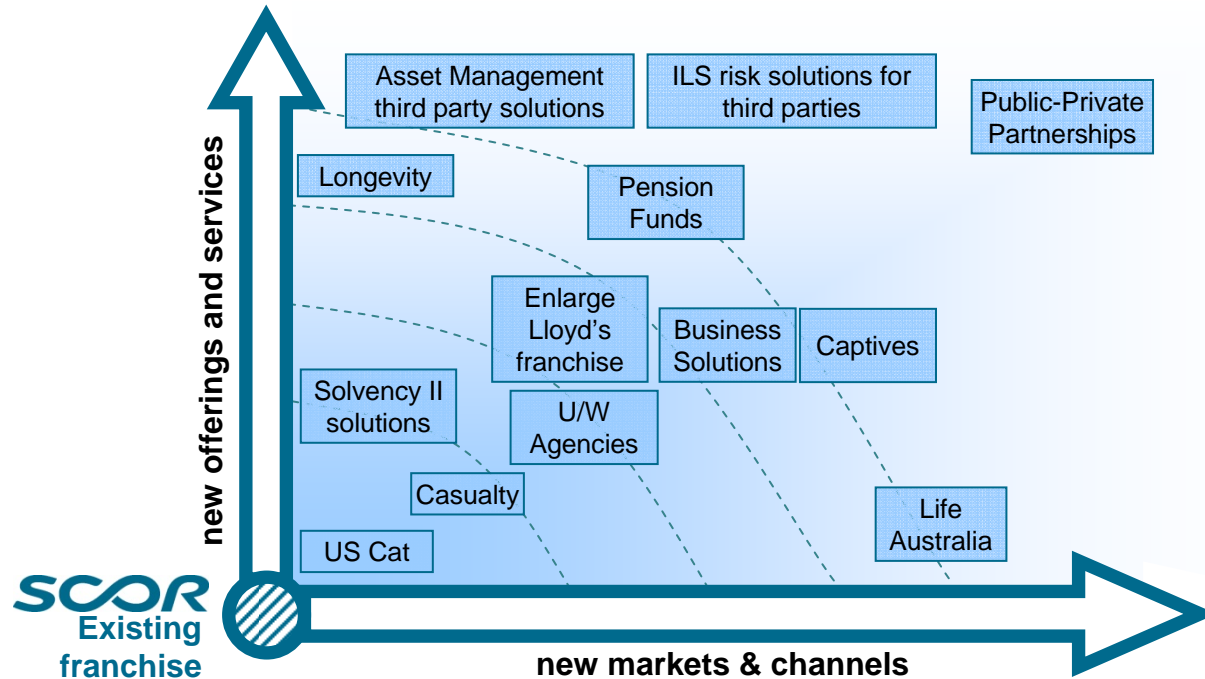 Asset Management
third party solutions
ILS risk solutions for
third parties
Public-Private
Partnerships
Longevity
Pension
Funds
new offerings and services
Enlarge
Lloyd's
franchise
Business
Solutions
Captives
Solvency II
solutions
U/W
Agencies
Casualty
Life
Australia
US Cat
SCOR
Existing
franchise
new markets & channels